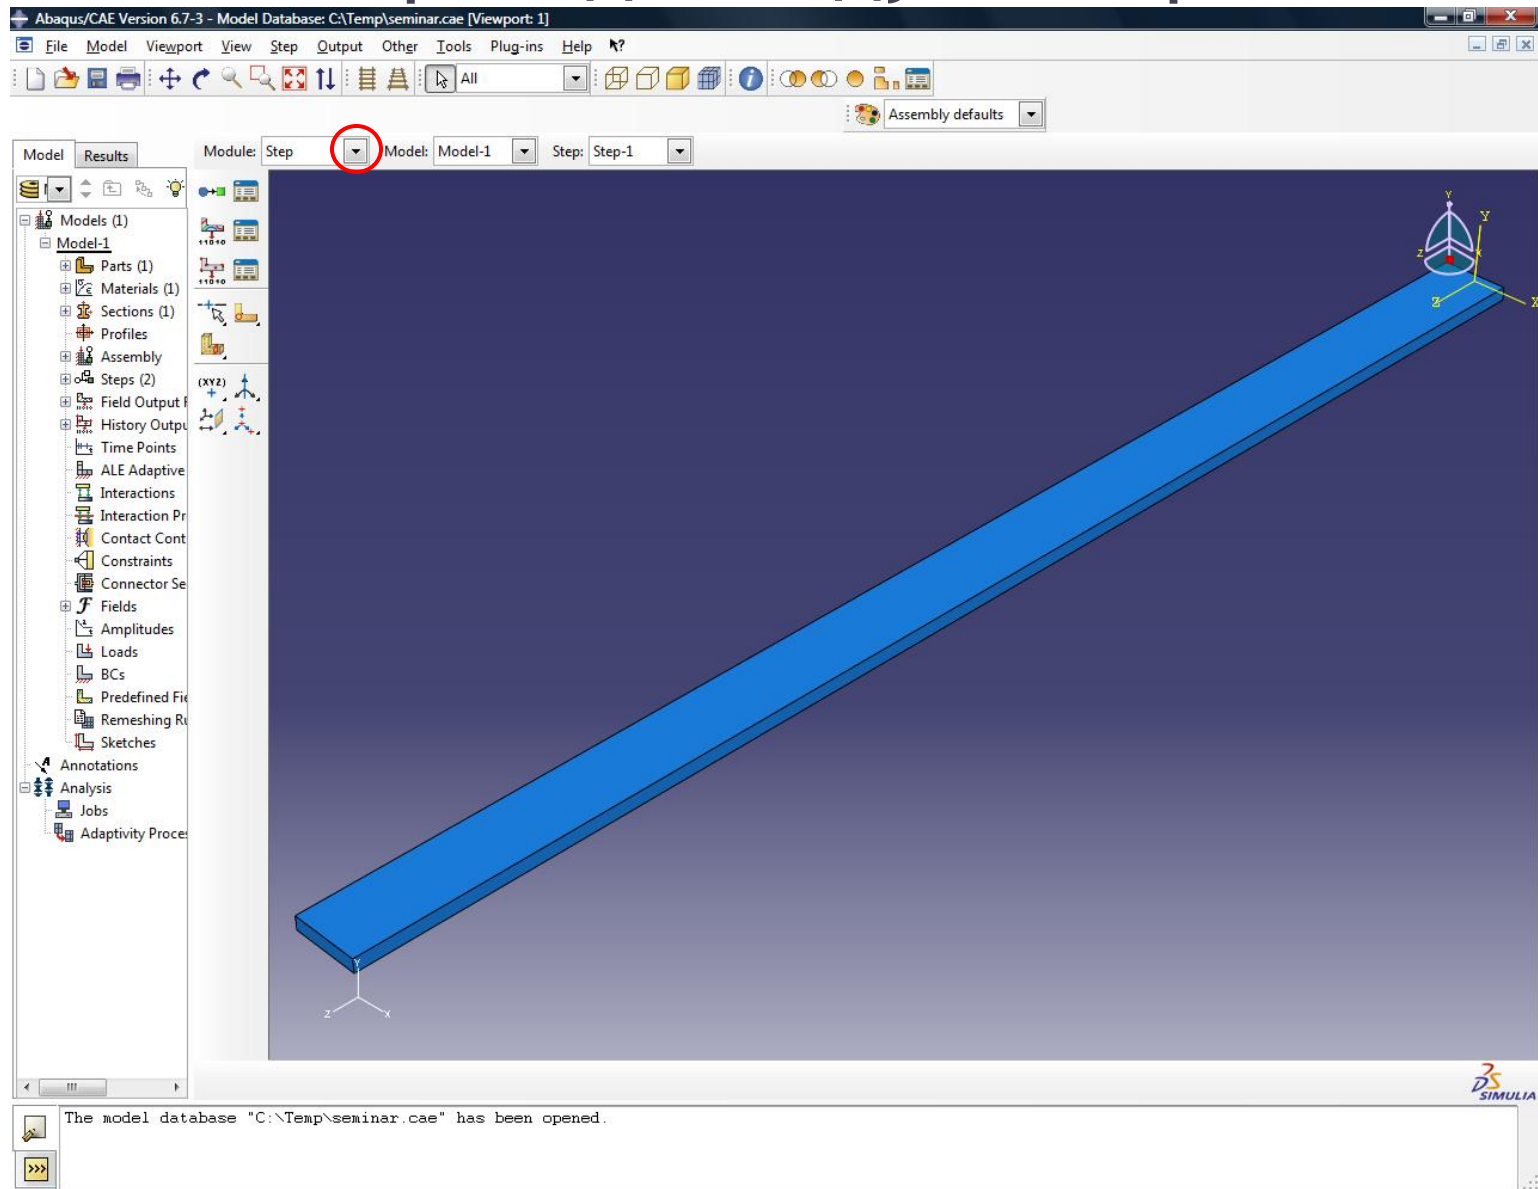 Abaqus/CAE Version 6.7-3 - Model Database: C:\Temp\seminar.cae [Viewport: 1]
File Model Viewport View Step Output Other Tools Plug-ins Help
All
Assembly defaults
Model Results
Module: Step Model: Model-1 Step: Step-1
Models (1)
Model-1
Parts (1)
Materials (1)
Sections (1)
Profiles
Assembly
Steps (2)
(XYZ)
Field Output
History Outpu
Time Points
ALE Adaptive
Interactions
Interaction Pr
Contact Cont
Constraints
Connector Se
Fields
Amplitudes
Loads
BCs
Predefined Fie
Remeshing Ru
Sketches
Annotations
Analysis
Jobs
Adaptivity Proces
Y
Y
Z
X
Z
X
Y
Z
X
SIMULIA
The model database "C:\Temp\seminar.cae" has been opened.
>>>